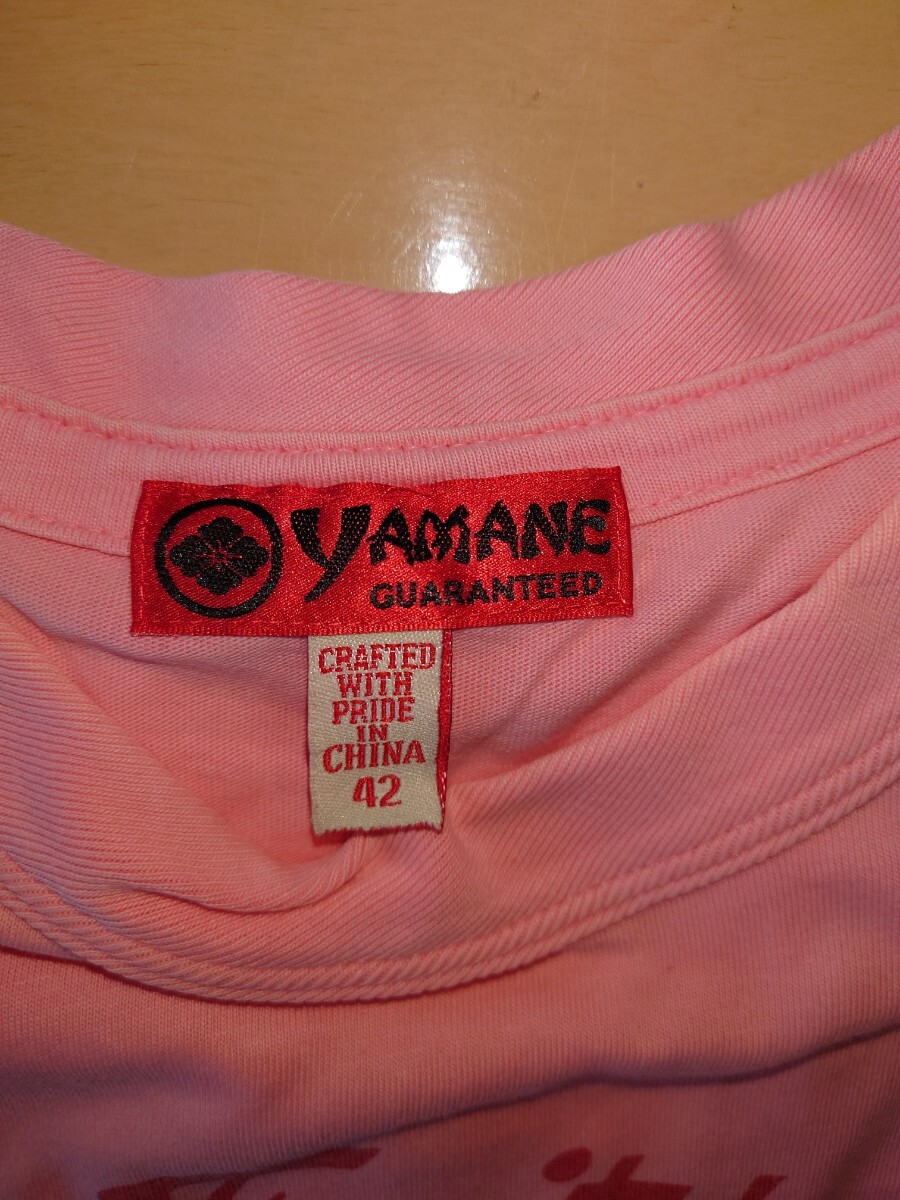 YAMANE
GUARANTEED
CRAFTED
WITH
PRIDE
IN
CHINA
42